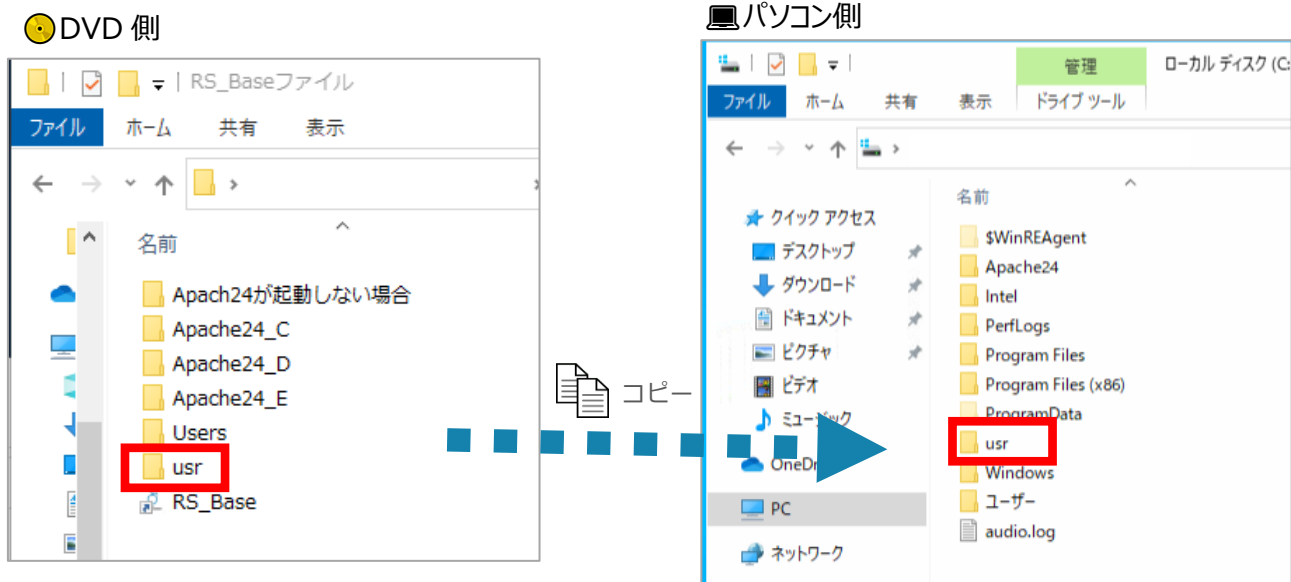 DVD 側
RS_Baseファイル
ファイル ホーム 共有 表示
名前
Apach24が起動しない場合
Apache24_C
Apache24_D
Apache24_E
Users
usr
RS_Base
コピー
パソコン側
管理 ローカル ディスク (C:
ファイル ホーム 共有 表示 ドライブ ツール
名前
クイック アクセス
デスクトップ
ダウンロード
ドキュメント
ピクチャ
ビデオ
ミュージック
OneDr
PC
ネットワーク
$WinREAgent
Apache24
Intel
PerfLogs
Program Files
Program Files (x86)
ProgramData
usr
Windows
ユーザー
audio.log